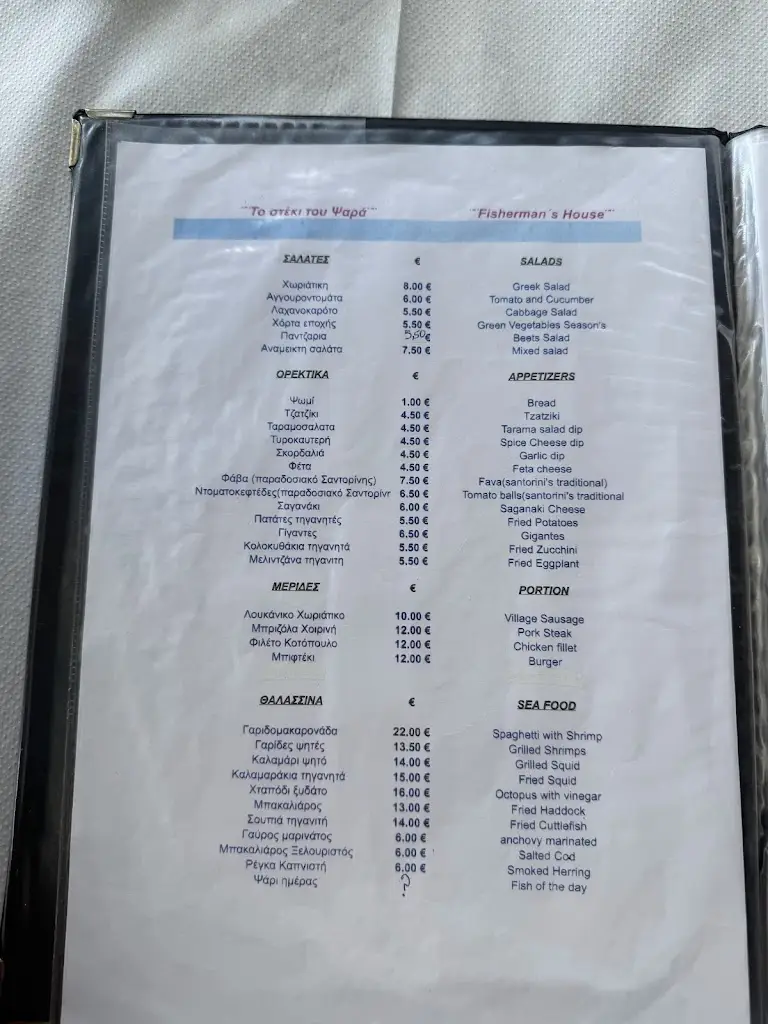 ¨¨Το στέκι του Ψαρά¨¨ ¨¨Fisherman´s House¨¨
ΣΑΛΑΤΕΣ € SALADS
Χωριάτικη 8.00 € Greek Salad
Αγγουροντομάτα 6.00 € Tomato and Cucumber
Λαχανοκαρότο 5.50 € Cabbage Salad
Χόρτα εποχής 5.50 € Green Vegetables Season's
Παντζαρια 5,50 € Beets Salad
Αναμεικτη σαλάτα 7,50 € Mixed salad
ΟΡΕΚΤΙΚΑ € APPETIZERS
Ψωμί 1.00 € Bread
Τζατζίκι 4.50 € Tzatziki
Ταραμοσαλατα 4.50 € Tarama salad dip
Τυροκαυτερή 4.50 € Spice Cheese dip
Σκορδαλιά 4.50 € Garlic dip
Φέτα 4.50 € Feta cheese
Φάβα (παραδοσιακό Σαντορίνης) 7.50 € Fava(santorini's traditional)
Ντοματοκεφτέδες(παραδοσιακό Σαντορίνr 6.50 € Tomato balls(santorini's traditional
Σαγανάκι 6.00 € Saganaki Cheese
Πατάτες τηγανητές 5.50 € Fried Potatoes
Γίγαντες 6.50 € Gigantes
Κολοκυθάκια τηγανητά 5.50 € Fried Zucchini
Μελιντζάνα τηγανιτη 5.50 € Fried Eggplant
ΜΕΡΙΔΕΣ € PORTION
Λουκάνικο Χωριάτικο 10.00 € Village Sausage
Μπριζόλα Χοιρινή 12.00 € Pork Steak
Φιλέτο Κοτόπουλο 12.00 € Chicken fillet
Μπιφτέκι 12.00 € Burger
ΘΑΛΑΣΣΙΝΑ € SEA FOOD
Γαριδομακαρονάδα 22.00 € Spaghetti with Shrimp
Γαρίδες ψητές 13.50 € Grilled Shrimps
Καλαμάρι ψητό 14.00 € Grilled Squid
Καλαμαράκια τηγανητά 15.00 € Fried Squid
Χταπόδι ξυδάτο 16.00 € Octopus with vinegar
Μπακαλιάρος 13.00 € Fried Haddock
Σουπιά τηγανιτή 14.00 € Fried Cuttlefish
Γαύρος μαρινάτος 6.00 € anchovy marinated
Μπακαλιάρος Ξελουριστός 6.00 € Salted Cod
Ρέγκα Καπνιστή 6.00 € Smoked Herring
Ψάρι ημέρας ? Fish of the day